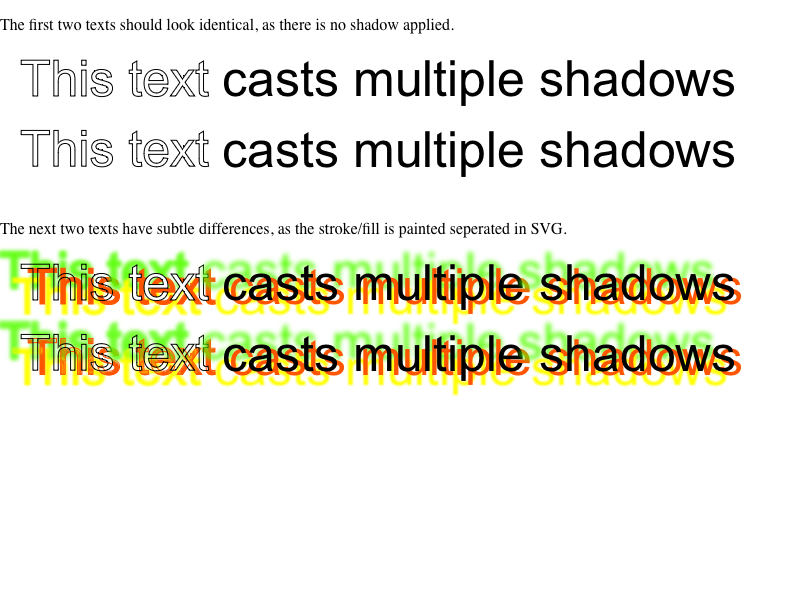 The first two texts should look identical, as there is no shadow applied.
This text casts multiple shadows
This text casts multiple shadows
The next two texts have subtle differences, as the stroke/fill is painted seperated in SVG.
This text casts multiple shadows
This text casts multiple shadows